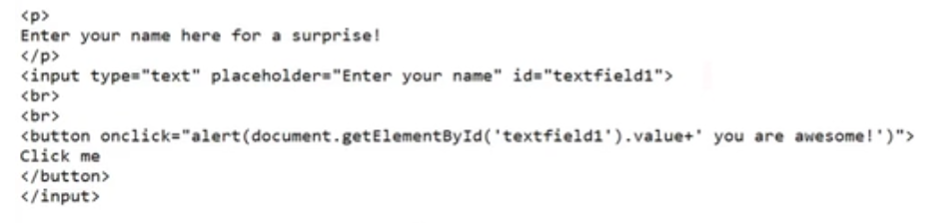 <p>
Enter your name here for a surprise!
</p>
<input type="text" placeholder="Enter your name" id="textfield1">
<br>
<br>
<button onclick="alert(document.getElementById('textfield1').value+' you are awesome!')">
Click me
</button>
</input>